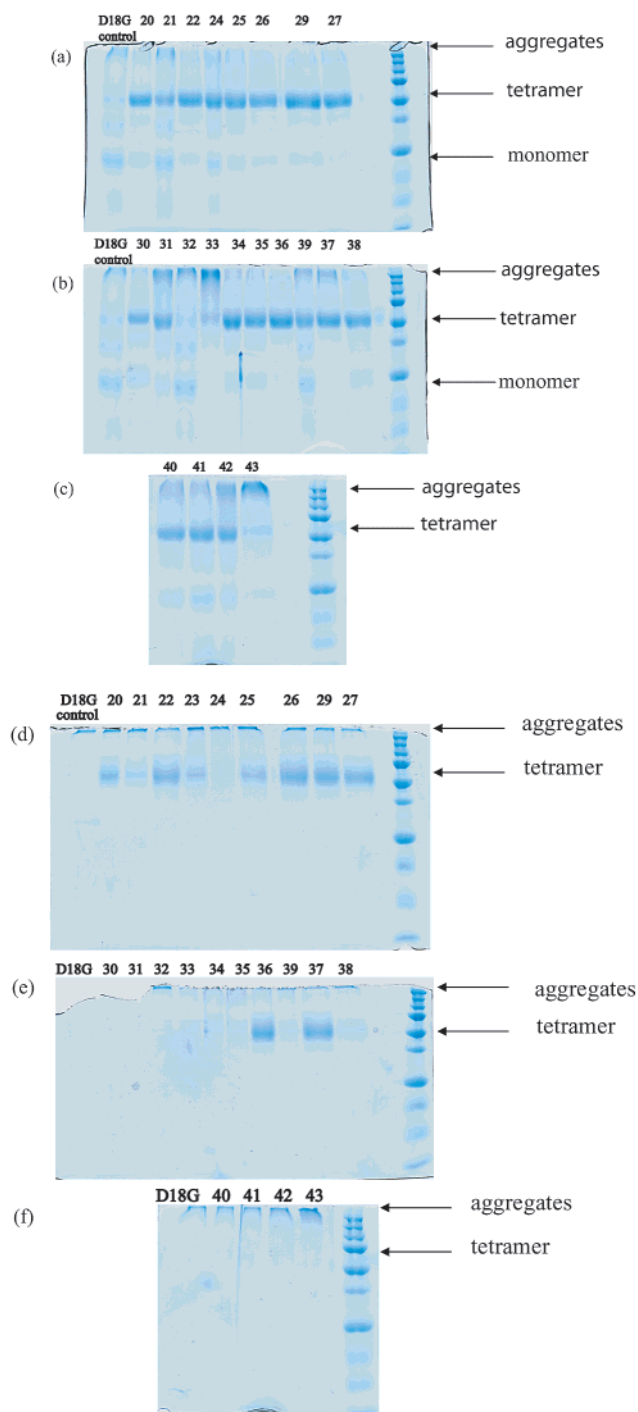 D18G 20 21 22 24 25 26 29 27
control
(a)
aggregates
tetramer
monomer
D18G 30 31 32 33 34 35 36 39 37 38
control
(b)
aggregates
tetramer
monomer
40 41 42 43
(c)
aggregates
tetramer
D18G 20 21 22 23 24 25 26 29 27
control
(d)
aggregates
tetramer
D18G 30 31 32 33 34 35 36 39 37 38
(e)
aggregates
tetramer
D18G 40 41 42 43
(f)
aggregates
tetramer